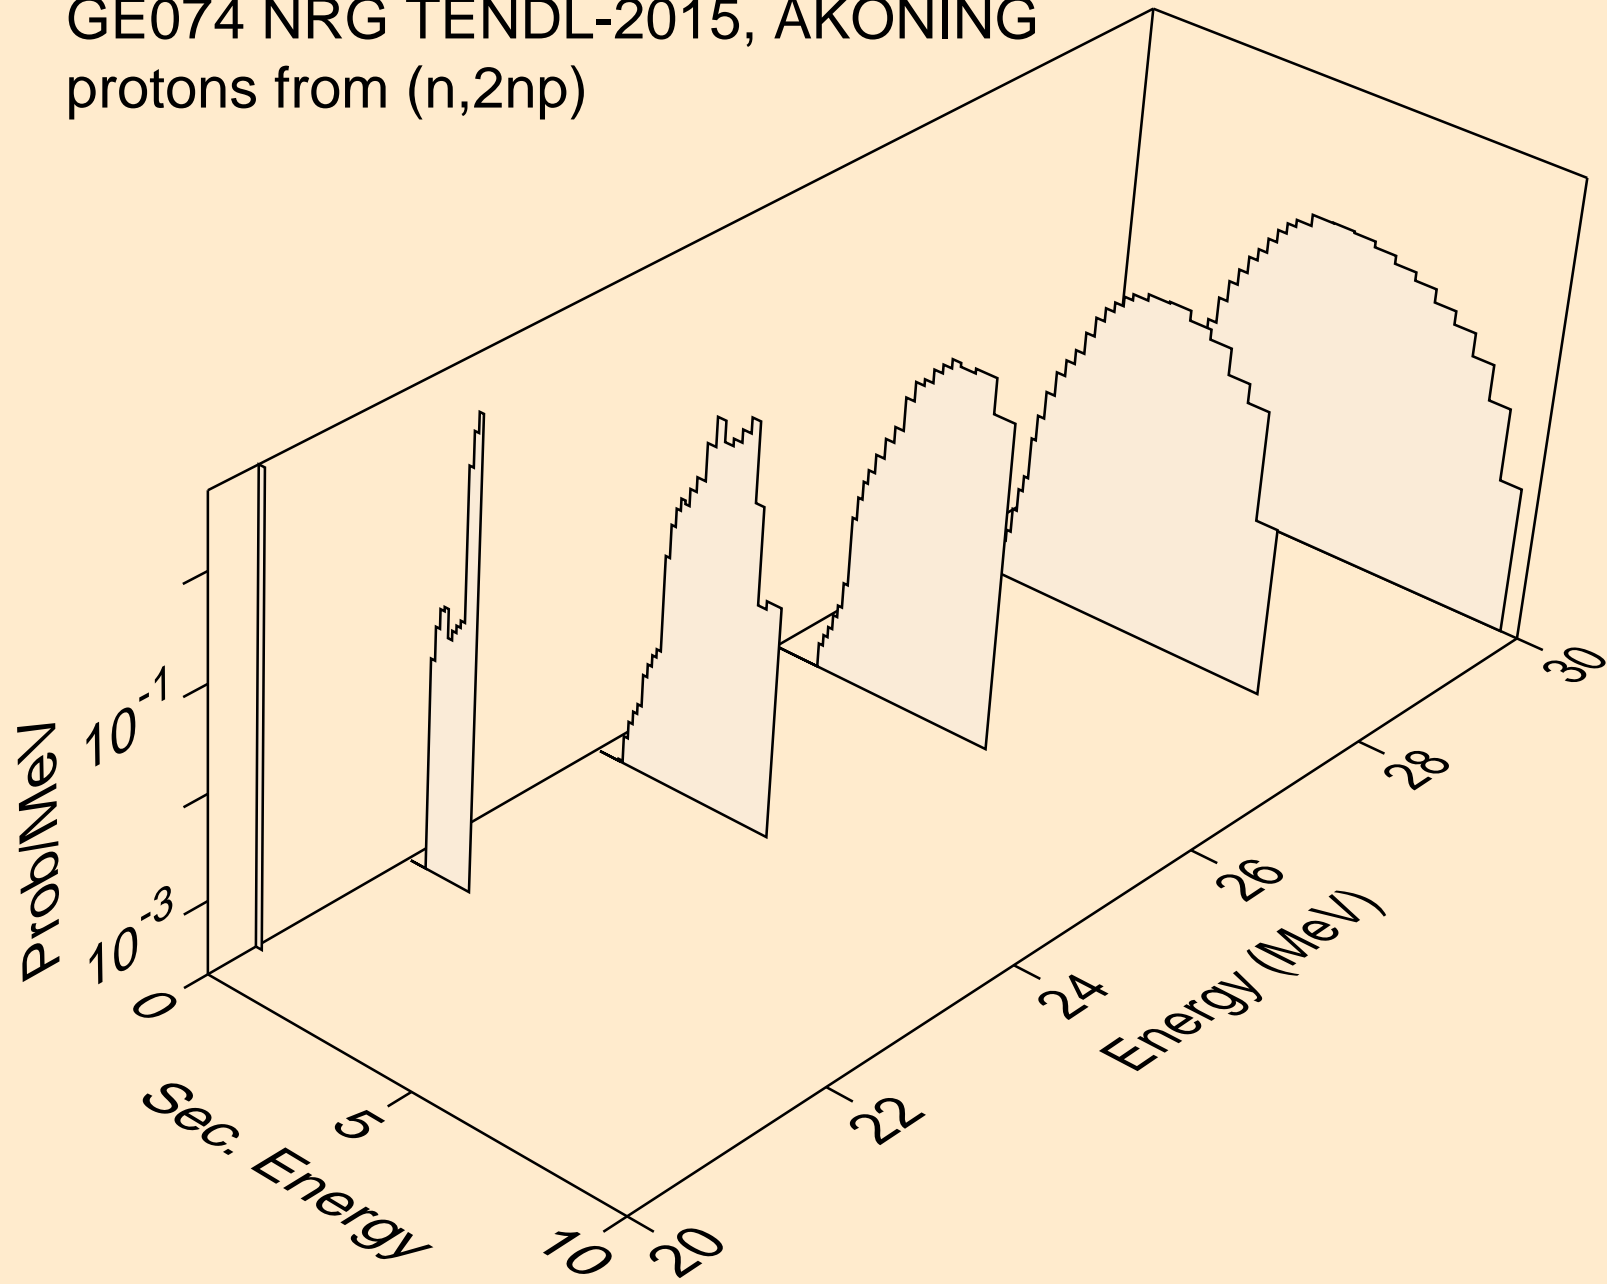 GE074 NRG TENDL-2015, AKONING
protons from (n,2np)
Prob/MeV
10-1
10-3
0
5
10
Sec. Energy
20
22
24
26
28
30
Energy (MeV)